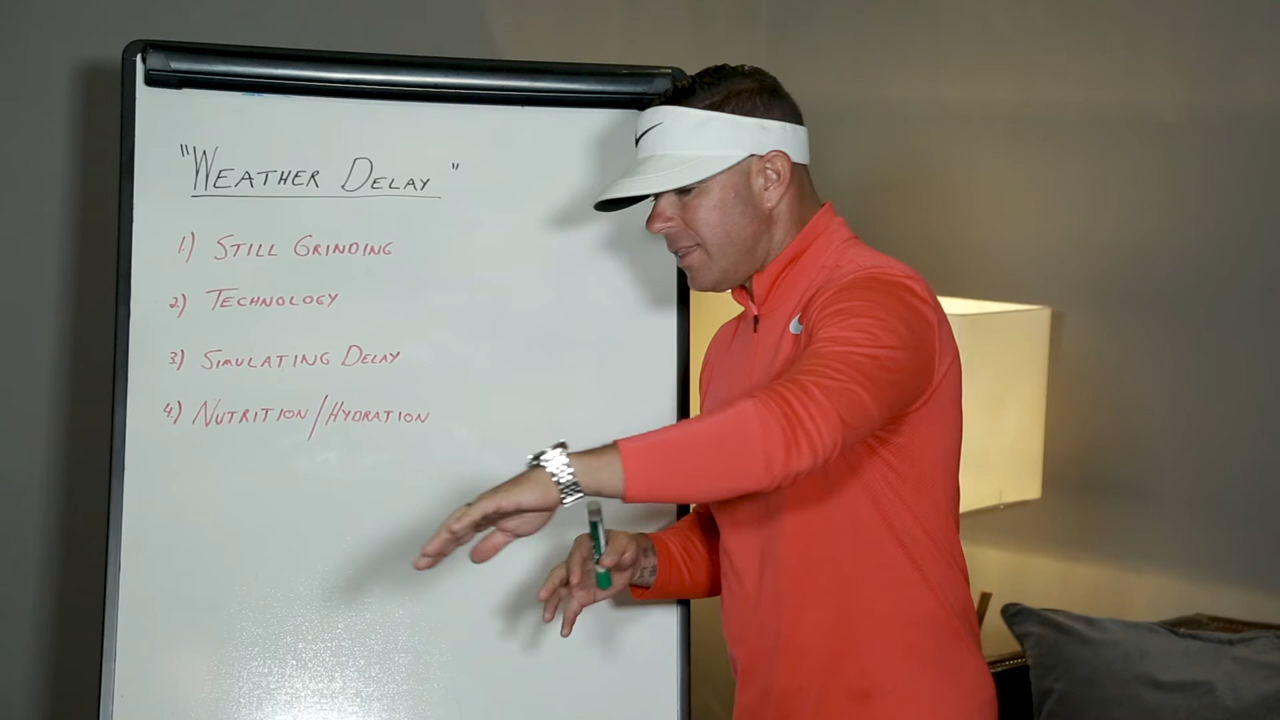 "Weather Delay"
1.) Still Grinding
2.) Technology
3.) Simulating Delay
4.) Nutrition/Hydration